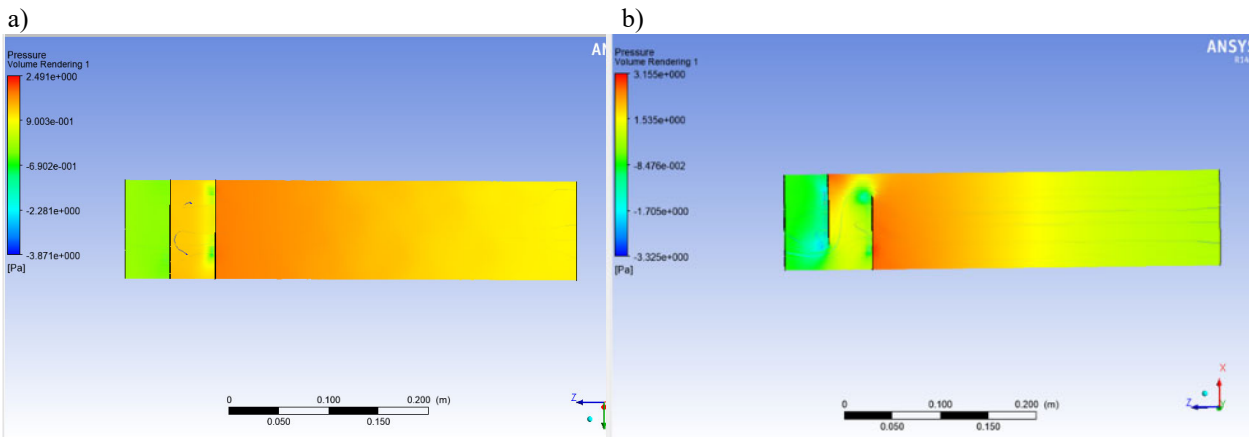 a)
b)
AN
Pressure
Volume Rendering 1
2.491e+000
9.003e-001
-6.902e-001
-2.281e+000
-3.871e+000
[Pa]
0 0.100 0.200 (m)
0.050 0.150
Z
ANSYS
R14
Pressure
Volume Rendering 1
3.155e+000
1.535e+000
-8.476e-002
-1.705e+000
-3.325e+000
[Pa]
0 0.100 0.200 (m)
0.050 0.150
X
Z
Y